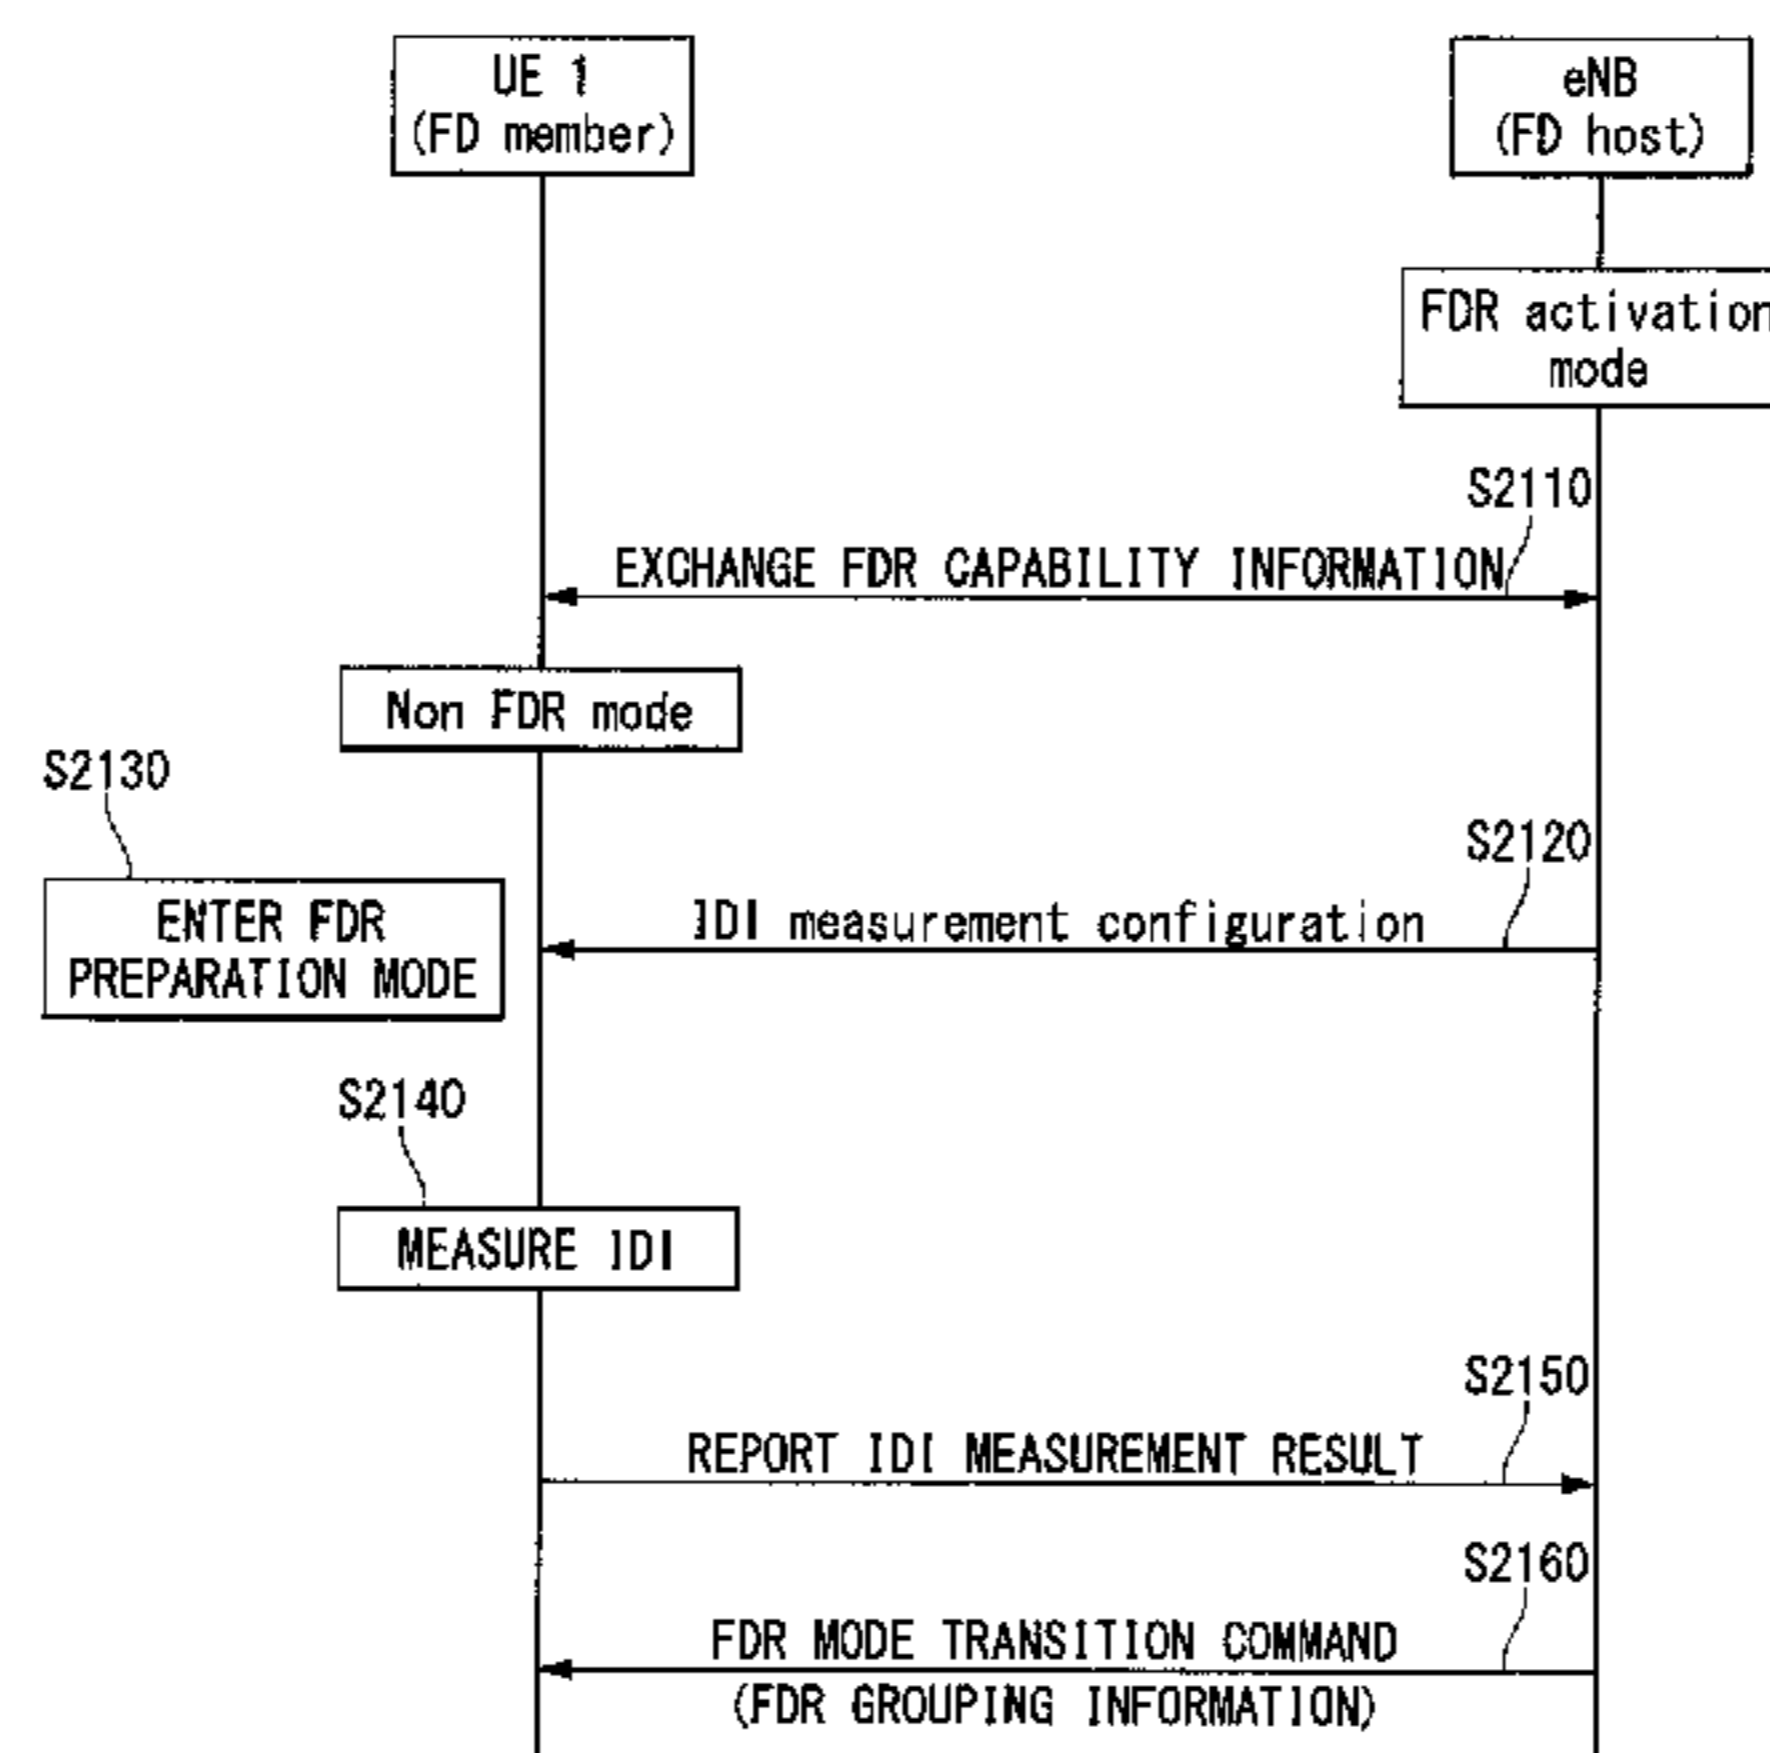 UE 1
(FD member)
eNB
(FD host)
FDR activation
mode
S2110
EXCHANGE FDR CAPABILITY INFORMATION
Non FDR mode
S2130
S2120
ENTER FDR
PREPARATION MODE
IDI measurement configuration
S2140
MEASURE IDI
S2150
REPORT IDI MEASUREMENT RESULT
S2160
FDR MODE TRANSITION COMMAND
(FDR GROUPING INFORMATION)